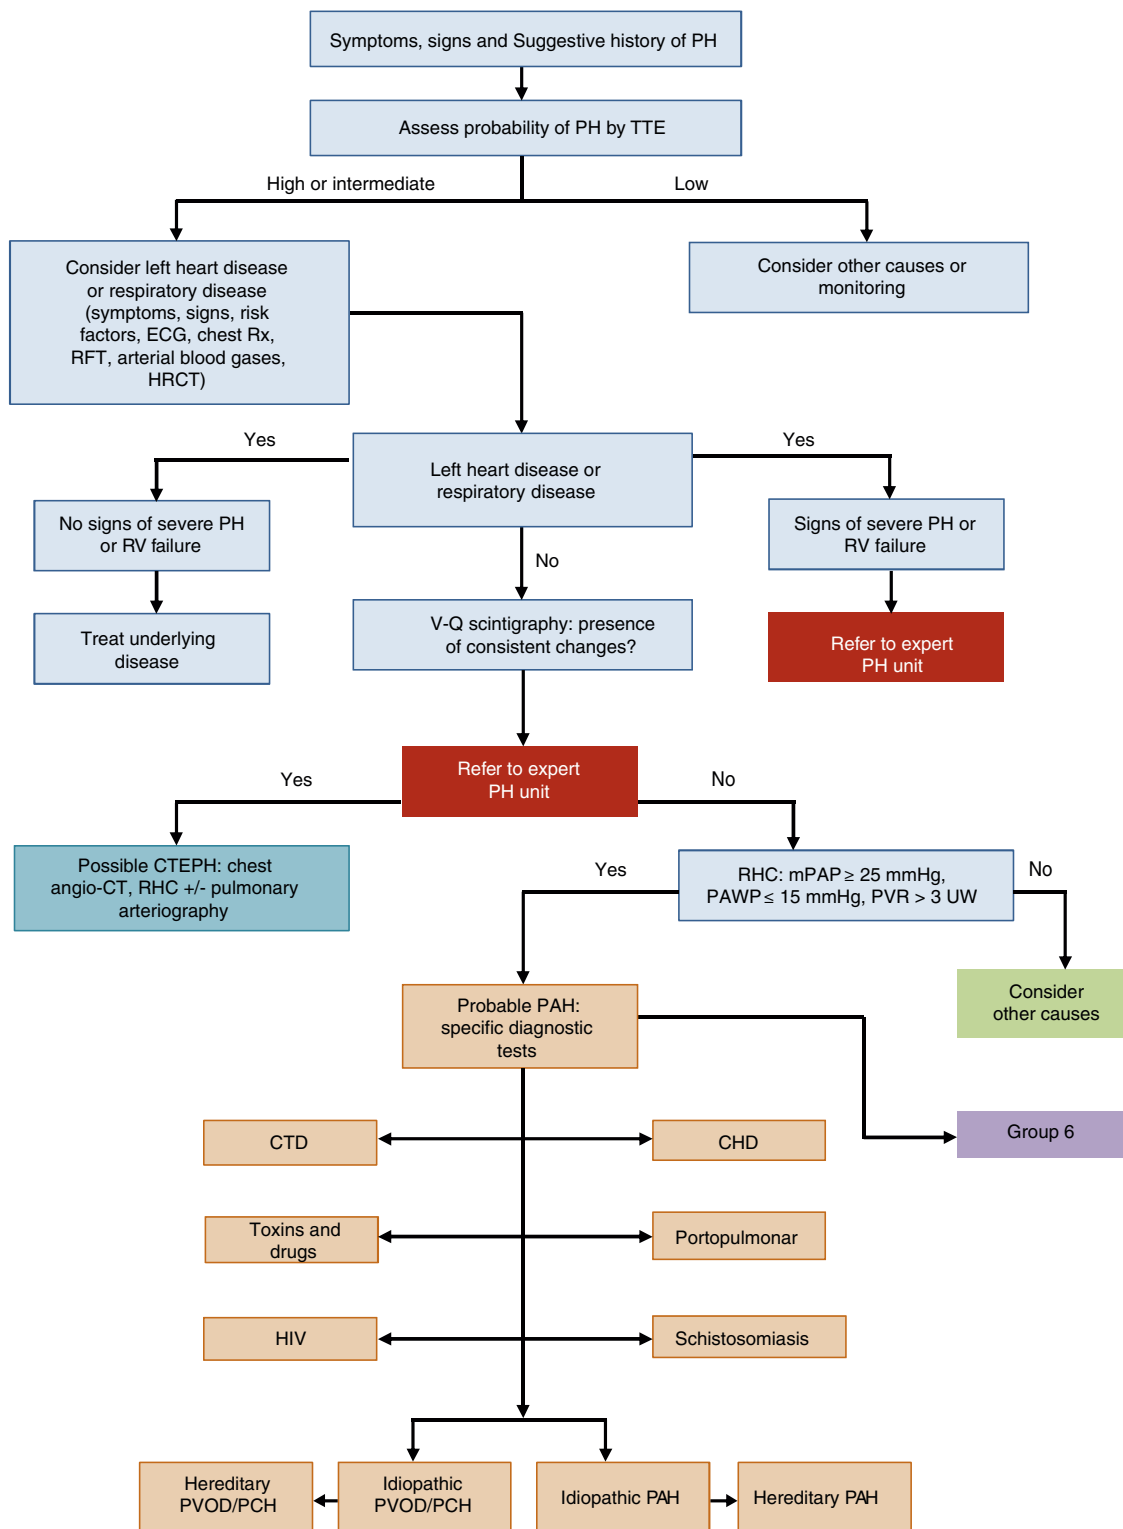 Symptoms, signs and Suggestive history of PH
Assess probability of PH by TTE
High or intermediate
Low
Consider left heart disease
or respiratory disease
(symptoms, signs, risk
factors, ECG, chest Rx,
RFT, arterial blood gases,
HRCT)
Consider other causes or
monitoring
Yes
Left heart disease or
respiratory disease
Yes
No signs of severe PH
or RV failure
Signs of severe PH or
RV failure
No
Treat underlying
disease
V-Q scintigraphy: presence
of consistent changes?
Refer to expert
PH unit
Yes
Refer to expert
PH unit
No
Possible CTEPH: chest
angio-CT, RHC +/- pulmonary
arteriography
Yes
RHC: mPAP ≥ 25 mmHg,
PAWP ≤ 15 mmHg, PVR > 3 UW
No
Probable PAH:
specific diagnostic
tests
Consider
other causes
CTD
CHD
Group 6
Toxins and
drugs
Portopulmonar
HIV
Schistosomiasis
Hereditary
PVOD/PCH
Idiopathic
PVOD/PCH
Idiopathic PAH
Hereditary PAH